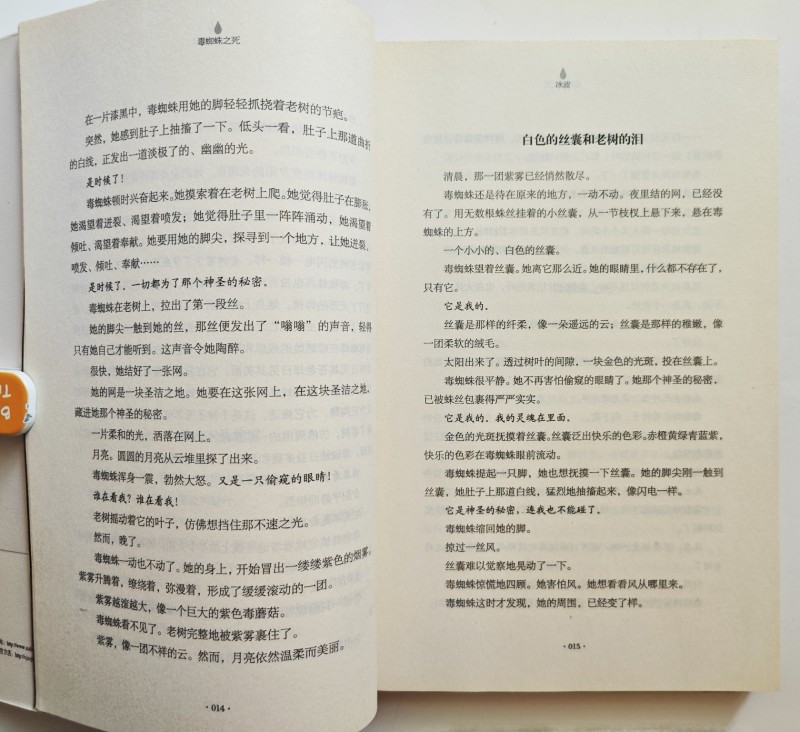 毒蜘蛛之死
在一片漆黑中，毒蜘蛛用她的脚轻轻抓挠着老树的节疤。
突然，她感到肚子上抽搐了一下。低头一看，肚子上那道曲折
的白线，正发出一道淡极了的、幽幽的光。
是时候了！
毒蜘蛛顿时兴奋起来。她摸索着在老树上爬。她觉得肚子在膨胀，
她渴望着迸裂、渴望着喷发；她觉得肚子里一阵阵涌动，她渴望着
倾吐、渴望着奉献。她要用她的脚尖，探寻到一个地方，让她迸裂、
喷发、倾吐、奉献……
是时候了，一切都为了那个神圣的秘密。
毒蜘蛛在老树上，拉出了第一段丝。
她的脚尖一触到她的丝，那丝便发出了“嗡嗡”的声音，轻得
只有她自己才能听到。这声音令她陶醉。
很快，她结好了一张网。
她的网是一块圣洁之地。她要在这张网上，在这块圣洁之地，
藏进她那个神圣的秘密。
一片柔和的光，洒落在网上。
月亮。圆圆的月亮从云堆里探了出来。
毒蜘蛛浑身一震，勃然大怒。又是一只偷窥的眼睛！
谁在看我？谁在看我！
老树摇动着它的叶子，仿佛想挡住那不速之光。
然而，晚了。
毒蜘蛛一动也不动了。她的身上，开始冒出一缕缕紫色的烟雾。
紫雾升腾着，缭绕着，弥漫着，形成了缓缓滚动的一团。
紫雾越滚越大，像一个巨大的紫色毒蘑菇。
毒蜘蛛看不见了。老树完整地被紫雾裹住了。
紫雾，像一团不祥的云。然而，月亮依然温柔而美丽。
·014·
冰波
白色的丝囊和老树的泪
清晨，那一团紫雾已经悄然散尽。
毒蜘蛛还是待在原来的地方，一动不动。夜里结的网，已经没
有了。用无数根蛛丝挂着的小丝囊，从一节枝杈上悬下来，悬在毒
蜘蛛的上方。
一个小小的、白色的丝囊。
毒蜘蛛望着丝囊。她离它那么近。她的眼睛里，什么都不存在了，
只有它。
它是我的。
丝囊是那样的纤柔，像一朵遥远的云；丝囊是那样的稚嫩，像
一团柔软的绒毛。
太阳出来了。透过树叶的间隙，一块金色的光斑，投在丝囊上。
毒蜘蛛很平静。她不再害怕偷窥的眼睛了。她那个神圣的秘密，
已被蛛丝包裹得严严实实。
它是我的，我的灵魂在里面。
金色的光斑抚摸着丝囊。丝囊泛出快乐的色彩。赤橙黄绿青蓝紫，
快乐的色彩在毒蜘蛛眼前流动。
毒蜘蛛提起一只脚，她也想抚摸一下丝囊。她的脚尖刚一触到
丝囊，她肚子上那道白线，猛烈地抽搐起来，像闪电一样。
它是神圣的秘密，连我也不能碰了。
毒蜘蛛缩回她的脚。
掠过一丝风。
丝囊难以觉察地晃动了一下。
毒蜘蛛惊慌地四顾。她害怕风。她想看看风从哪里来。
毒蜘蛛这时才发现，她的周围，已经变了样。
·015·